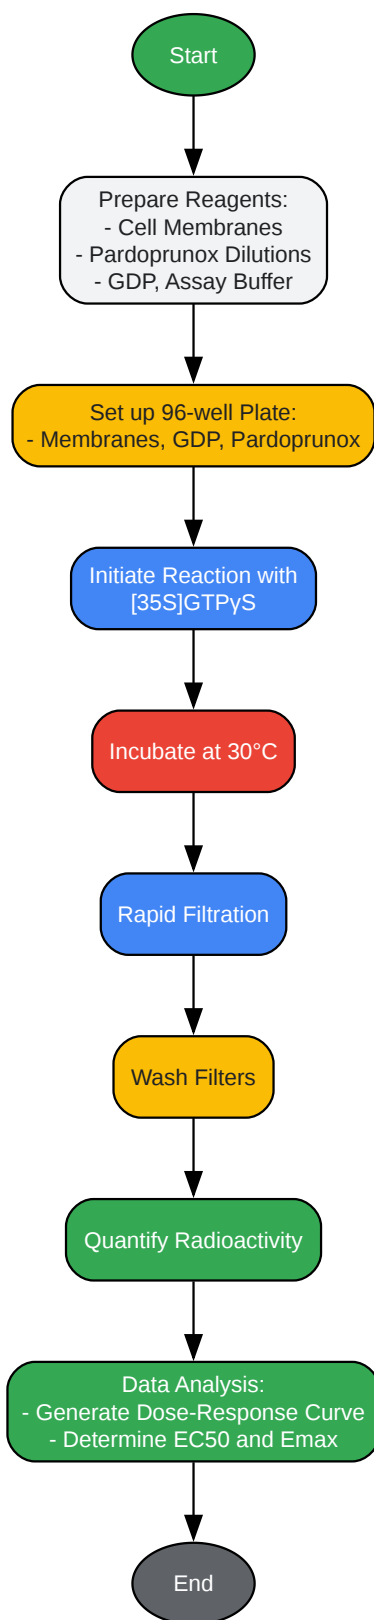 Start
Prepare Reagents:
- Cell Membranes
- Pardoprunox Dilutions
- GDP, Assay Buffer
Set up 96-well Plate:
- Membranes, GDP, Pardoprunox
Initiate Reaction with
[35S]GTPγS
Incubate at 30°C
Rapid Filtration
Wash Filters
Quantify Radioactivity
Data Analysis:
- Generate Dose-Response Curve
- Determine EC50 and Emax
End